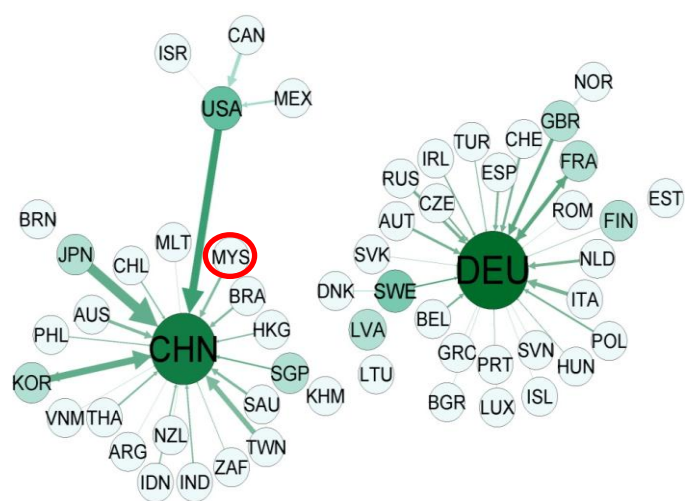 CAN
ISR
USA
MEX
NOR
GBR
CHE
TUR
IRL
ESP
FRA
RUS
CZE
EST
ROM
FIN
BRN
AUT
JPN
MLT
MYS
SVK
DEU
NLD
CHL
BRA
DNK
SWE
ITA
AUS
HKG
BEL
LVA
POL
PHL
CHN
GRC
SVN
HUN
PRT
LTU
KOR
SGP
KHM
SAU
ISL
VNM
THA
BGR
LUX
NZL
TWN
ARG
ZAF
IDN
IND